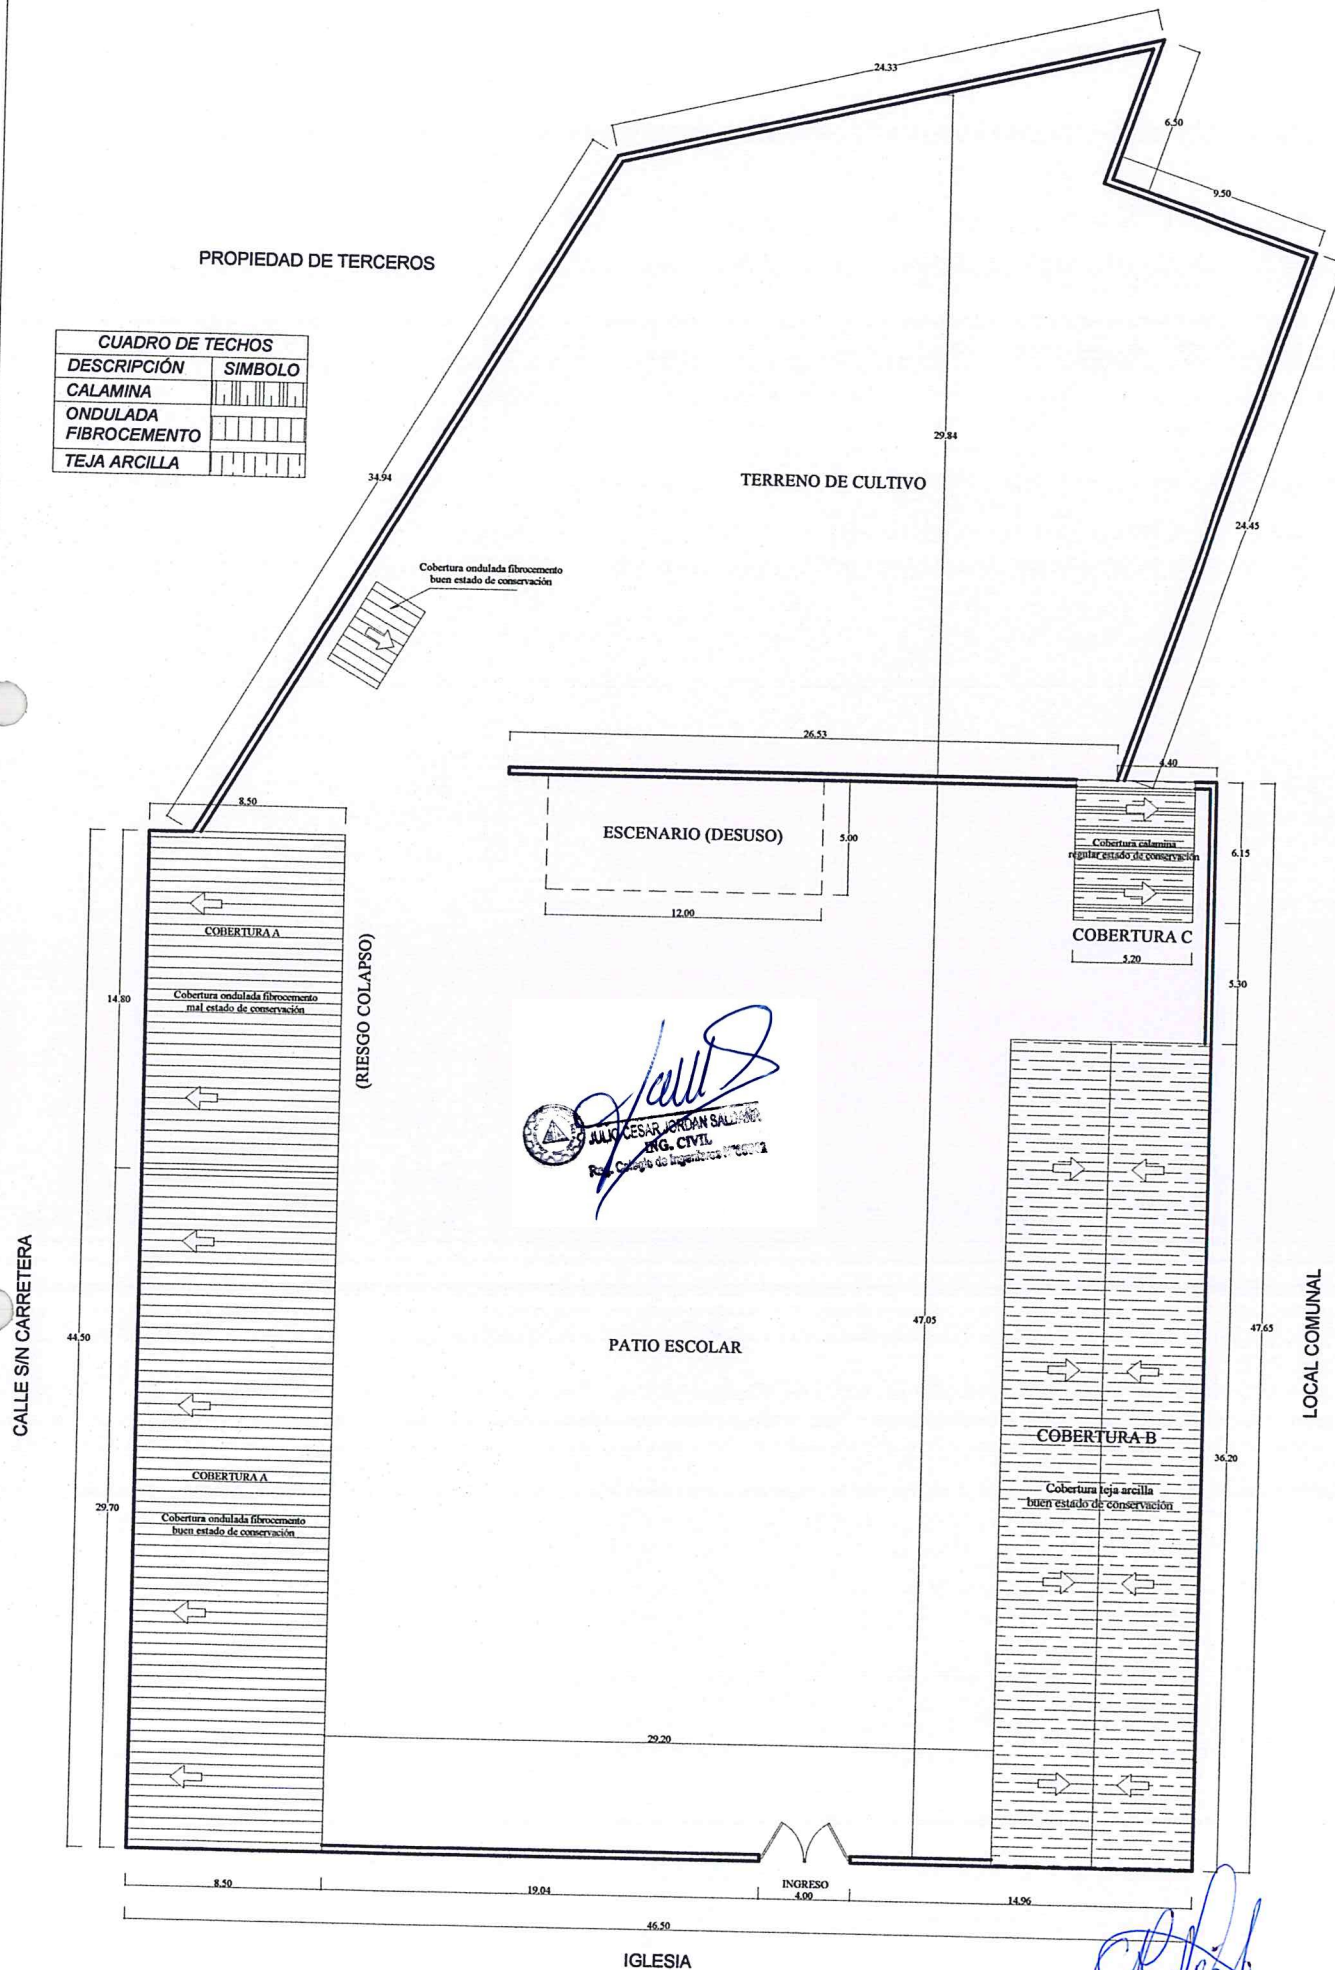 24.33
6.50
9.50
PROPIEDAD DE TERCEROS
CUADRO DE TECHOS
DESCRIPCIÓN SIMBOLO
CALAMINA
ONDULADA
FIBROCEMENTO
TEJA ARCILLA
34.94
29.84
TERRENO DE CULTIVO
24.45
Cobertura ondulada fibrocemento
buen estado de conservación
26.53
4.40
8.50
ESCENARIO (DESUSO)
5.00
12.00
Cobertura calamina
regular estado de conservación
6.15
COBERTURA C
5.20
5.30
COBERTURA A
Cobertura ondulada fibrocemento
mal estado de conservación
14.80
(RIESGO COLAPSO)
JULIO CESAR JORDAN
ING. CIVIL
Reg. Colegio de Ingenieros
CALLE S/N CARRETERA
44.50
PATIO ESCOLAR
47.05
47.65
LOCAL COMUNAL
COBERTURA B
36.20
Cobertura teja arcilla
buen estado de conservación
COBERTURA A
29.70
Cobertura ondulada fibrocemento
buen estado de conservación
29.20
8.50
19.04
INGRESO
4.00
14.96
46.50
IGLESIA